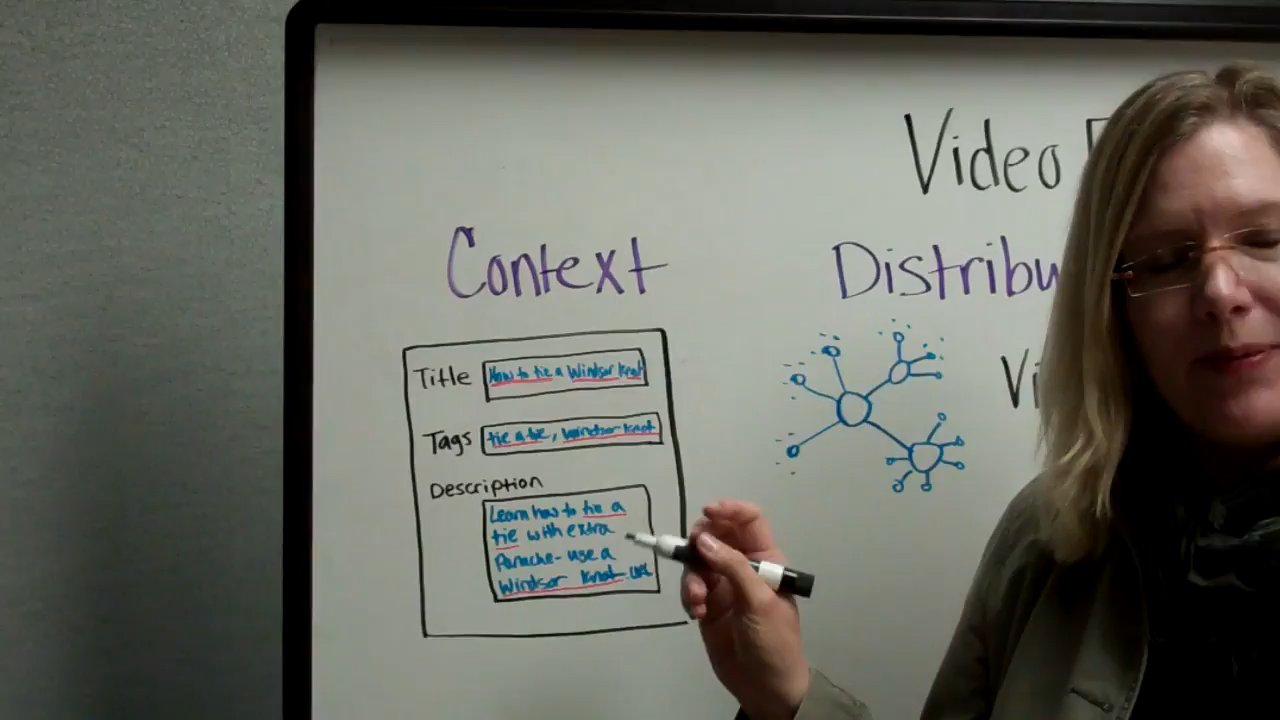 Video
Context
Distribu
Title
How to tie a Windsor Knot
Tags
tie a tie, windsor knot
Description
Learn how to tie a
tie with extra
Panache - use a
Windsor Knot. URL
Vi